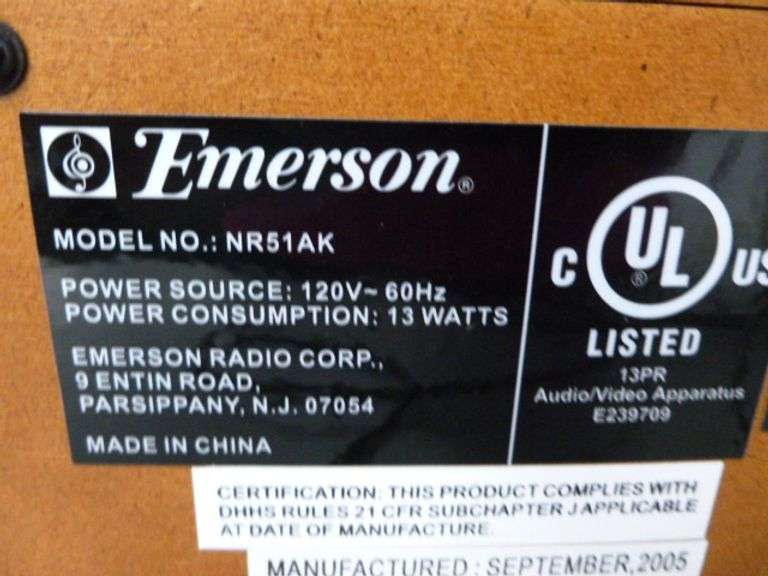 Emerson®
MODEL NO.: NR51AK
POWER SOURCE: 120V~ 60Hz
POWER CONSUMPTION: 13 WATTS
EMERSON RADIO CORP.,
9 ENTIN ROAD,
PARSIPPANY, N.J. 07054
MADE IN CHINA
C UL® US
LISTED
13PR
Audio/Video Apparatus
E239709
CERTIFICATION: THIS PRODUCT COMPLIES WITH
DHHS RULES 21 CFR SUBCHAPTER J APPLICABLE
AT DATE OF MANUFACTURE.
MANUFACTURED: SEPTEMBER,2005